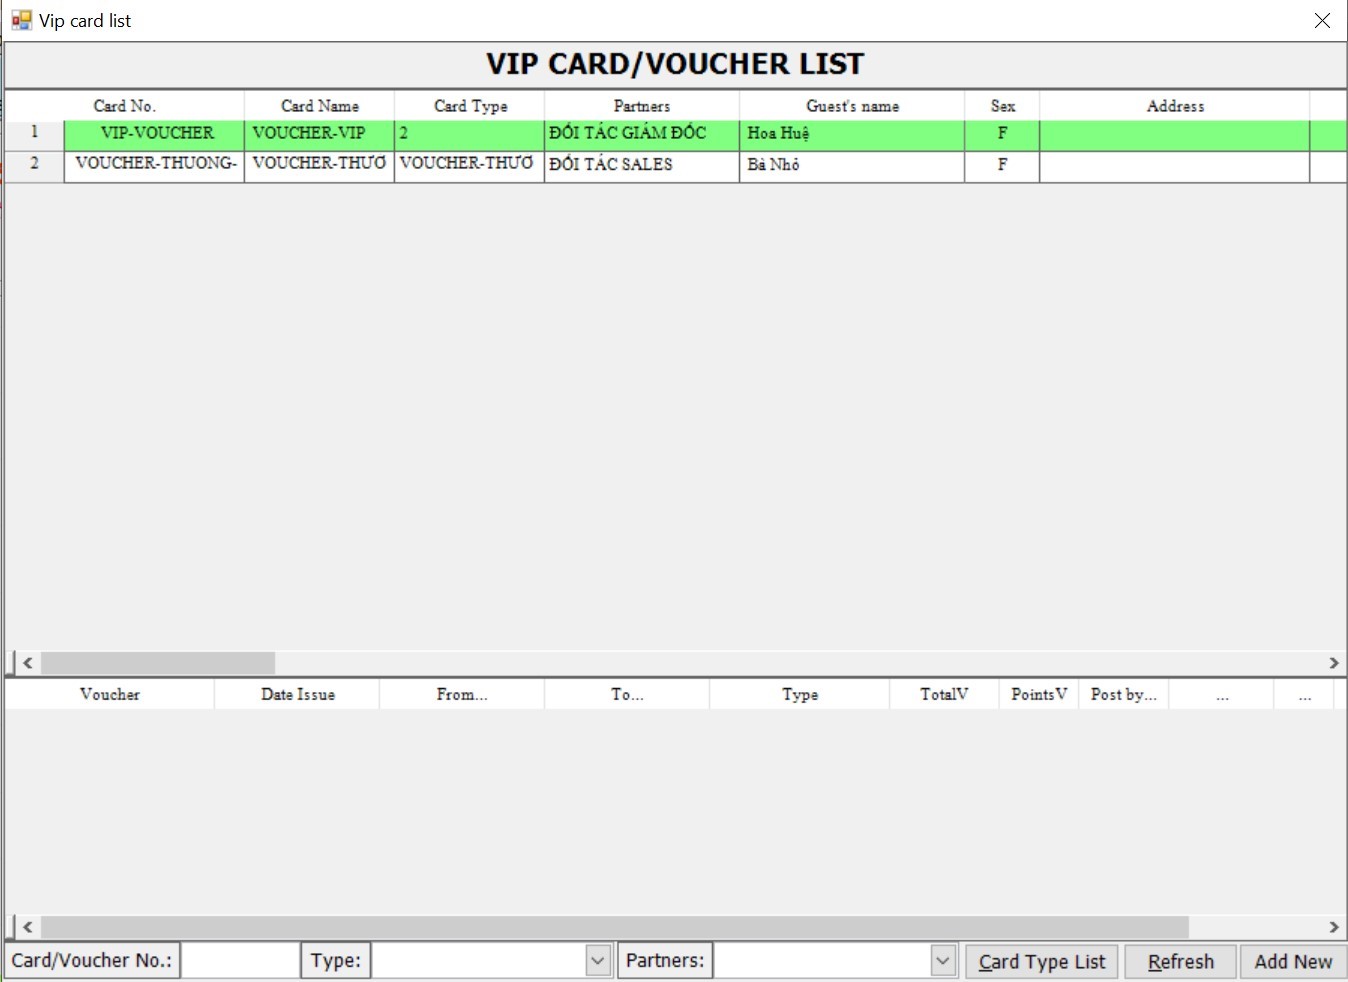 Vip card list
VIP CARD/VOUCHER LIST
Card No. Card Name Card Type Partners Guest's name Sex Address
1 VIP-VOUCHER VOUCHER-VIP 2 ĐỐI TÁC GIÁM ĐỐC Hoa Huệ F
2 VOUCHER-THUONG- VOUCHER-THƯƠ VOUCHER-THƯƠ ĐỐI TÁC SALES Bà Nhỏ F
Voucher Date Issue From... To... Type TotalV PointsV Post by... ... ...
Card/Voucher No.: Type: Partners: Card Type List Refresh Add New